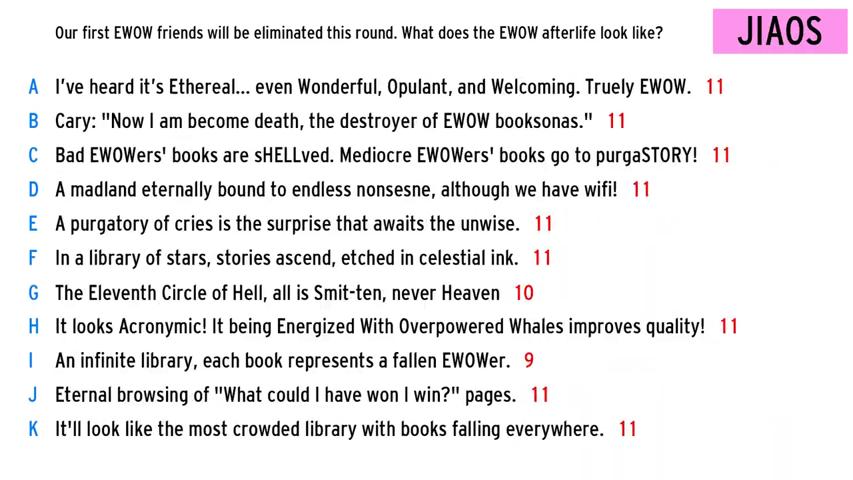 Our first EWOW friends will be eliminated this round. What does the EWOW afterlife look like?
JIAOS
A I've heard it's Ethereal... even Wonderful, Opulant, and Welcoming. Truely EWOW. 11
B Cary: "Now I am become death, the destroyer of EWOW booksonas." 11
C Bad EWOWers' books are sHELLved. Mediocre EWOWers' books go to purgaSTORY! 11
D A madland eternally bound to endless nonsesne, although we have wifi! 11
E A purgatory of cries is the surprise that awaits the unwise. 11
F In a library of stars, stories ascend, etched in celestial ink. 11
G The Eleventh Circle of Hell, all is Smit-ten, never Heaven 10
H It looks Acronymic! It being Energized With Overpowered Whales improves quality! 11
I An infinite library, each book represents a fallen EWOWer. 9
J Eternal browsing of "What could I have won I win?" pages. 11
K It'll look like the most crowded library with books falling everywhere. 11